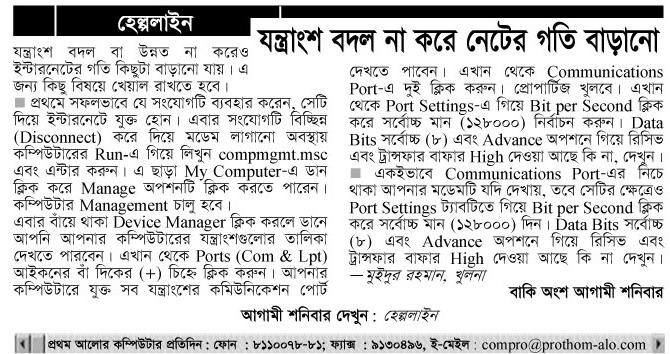 হেল্পলাইন
যন্ত্রাংশ বদল না করে নেটের গতি বাড়ানো
যন্ত্রাংশ বদল বা উন্নত না করেও
ইন্টারনেটের গতি কিছুটা বাড়ানো যায়। এ
জন্য কিছু বিষয়ে খেয়াল রাখতে হবে।
■ প্রথমে সফলভাবে যে সংযোগটি ব্যবহার করেন, সেটি
দিয়ে ইন্টারনেটে যুক্ত হোন। এবার সংযোগটি বিচ্ছিন্ন
(Disconnect) করে দিয়ে মডেম লাগানো অবস্থায়
কম্পিউটারের Run-এ গিয়ে লিখুন compmgmt.msc
এবং এন্টার করুন। এ ছাড়া My Computer-এ ডান
ক্লিক করে Manage অপশনটি ক্লিক করতে পারেন।
কম্পিউটার Management চালু হবে।
এবার বাঁয়ে থাকা Device Manager ক্লিক করলে ডানে
আপনি আপনার কম্পিউটারের যন্ত্রাংশগুলোর তালিকা
দেখতে পারবেন। এখান থেকে Ports (Com & Lpt)
আইকনের বাঁ দিকের (+) চিহ্নে ক্লিক করুন। আপনার
কম্পিউটারে যুক্ত সব যন্ত্রাংশের কমিউনিকেশন পোর্ট
দেখতে পাবেন। এখান থেকে Communications
Port-এ দুই ক্লিক করুন। প্রোপার্টিজ খুলবে। এখান
থেকে Port Settings-এ গিয়ে Bit per Second ক্লিক
করে সর্বোচ্চ মান (১২৮০০০) নির্বাচন করুন। Data
Bits সর্বোচ্চ (৮) এবং Advance অপশনে গিয়ে রিসিভ
এবং ট্রান্সফার বাফার High দেওয়া আছে কি না, দেখুন।
■ একইভাবে Communications Port-এর নিচে
থাকা আপনার মডেমটি যদি দেখায়, তবে সেটির ক্ষেত্রেও
Port Settings ট্যাবটিতে গিয়ে Bit per Second ক্লিক
করে সর্বোচ্চ মান (১২৮০০০) দিন। Data Bits সর্বোচ্চ
(৮) এবং Advance অপশনে গিয়ে রিসিভ এবং
ট্রান্সফার বাফার High দেওয়া আছে কি না দেখুন।
—মুইদুর রহমান, খুলনা
বাকি অংশ আগামী শনিবার
আগামী শনিবার দেখুন : হেল্পলাইন
প্রথম আলোর কম্পিউটার প্রতিদিন : ফোন : ৮১১০০৭৮-৮১; ফ্যাক্স : ৯১৩০৪৯৬, ই-মেইল : compro@prothom-alo.com